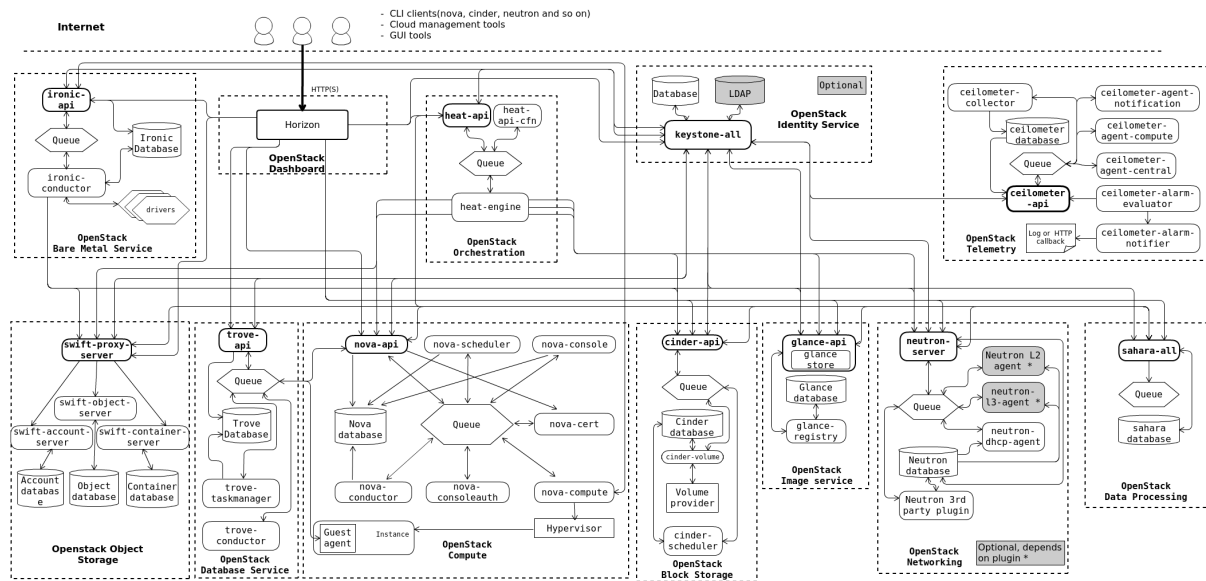 Internet
- CLI clients(nova, cinder, neutron and so on)
- Cloud management tools
- GUI tools
HTTP(S)
ironic-
api
Queue
Ironic
Database
ironic-
conductor
drivers
OpenStack
Bare Metal Service
Horizon
OpenStack
Dashboard
heat-api
heat-
api-cfn
Queue
heat-engine
OpenStack
Orchestration
Database
LDAP
Optional
keystone-all
OpenStack
Identity Service
ceilometer-
collector
ceilometer-agent-
notification
ceilometer
database
ceilometer-
agent-compute
Queue
ceilometer-
agent-central
ceilometer
-api
ceilometer-alarm-
evaluator
Log or HTTP
callback
ceilometer-alarm-
notifier
OpenStack
Telemetry
swift-proxy-
server
swift-object-
server
swift-account-
server
swift-container-
server
Account
databas
e
Object
database
Container
database
Openstack Object
Storage
trove-
api
Queue
Trove
Database
trove-
taskmanager
trove-
conductor
OpenStack
Database Service
nova-api
nova-scheduler
nova-console
Nova
database
Queue
nova-cert
nova-
conductor
nova-
consoleauth
nova-compute
Guest
agent
Instance
Hypervisor
OpenStack
Compute
cinder-api
Queue
Cinder
database
cinder-volume
Volume
provider
cinder-
scheduler
OpenStack
Block Storage
glance-api
glance
store
Glance
database
glance-
registry
OpenStack
Image service
neutron-
server
Neutron L2
agent *
Queue
neutron-
l3-agent *
neutron-
dhcp-agent
Neutron
database
Neutron 3rd
party plugin
OpenStack
Networking
Optional, depends
on plugin *
sahara-all
Queue
sahara
database
OpenStack
Data Processing